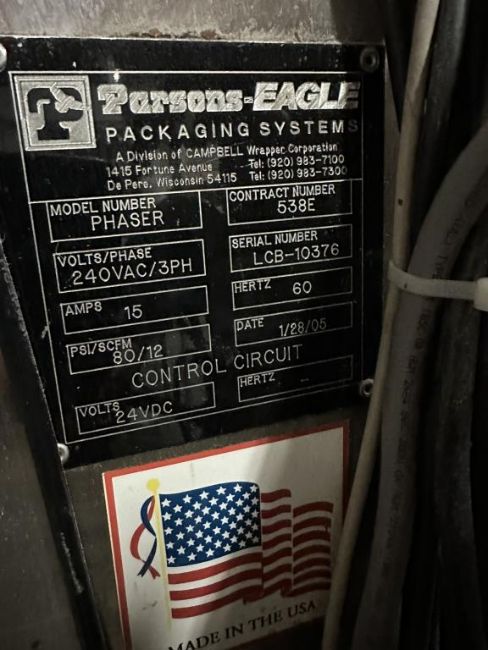 Parsons-EAGLE
PACKAGING SYSTEMS
A Division of CAMPBELL Wrapper Corporation
1415 Fortune Avenue Tel: (920) 983-7100
De Pere, Wisconsin 54115 Tel: (920) 983-7300
MODEL NUMBER PHASER
CONTRACT NUMBER 538E
VOLTS/PHASE 240VAC/3PH
SERIAL NUMBER LCB-10376
AMPS 15
HERTZ 60
PSI/SCFM 80/12
DATE 1/28/05
CONTROL CIRCUIT
VOLTS 24VDC
HERTZ -
MADE IN THE USA